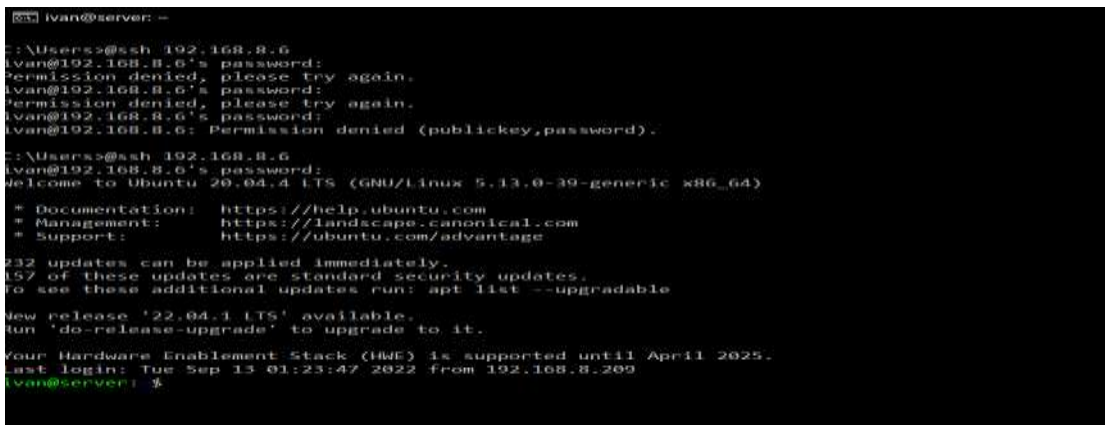 ivan@server: ~
C:\Users>@ssh 192.168.8.6
ivan@192.168.8.6's password:
Permission denied, please try again.
ivan@192.168.8.6's password:
Permission denied, please try again.
ivan@192.168.8.6's password:
ivan@192.168.8.6: Permission denied (publickey,password).
C:\Users>@ssh 192.168.8.6
ivan@192.168.8.6's password:
Welcome to Ubuntu 20.04.4 LTS (GNU/Linux 5.13.0-39-generic x86_64)
* Documentation: https://help.ubuntu.com
* Management: https://landscape.canonical.com
* Support: https://ubuntu.com/advantage
232 updates can be applied immediately.
157 of these updates are standard security updates.
To see these additional updates run: apt list --upgradable
New release '22.04.1 LTS' available.
Run 'do-release-upgrade' to upgrade to it.
Your Hardware Enablement Stack (HWE) is supported until April 2025.
Last login: Tue Sep 13 01:23:47 2022 from 192.168.8.209
ivan@server: